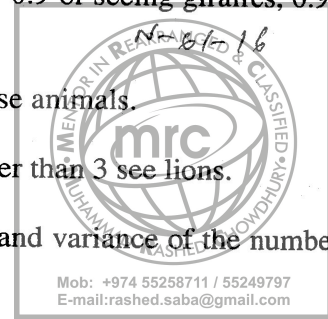 0.9 of seeing giraffes, 0.9
N-01-16
REARRANGED & CLASSIFIED
MENTOR IN
se animals.
mrc
er than 3 see lions.
MUHAMMAD RASHED CHOWDHURY
and variance of the numbe
Mob: +974 55258711 / 55249797
E-mail:rashed.saba@gmail.com